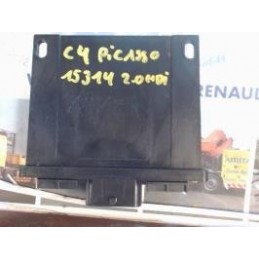 RENAUL
C4 PiCASSO
15314 2.0HDi